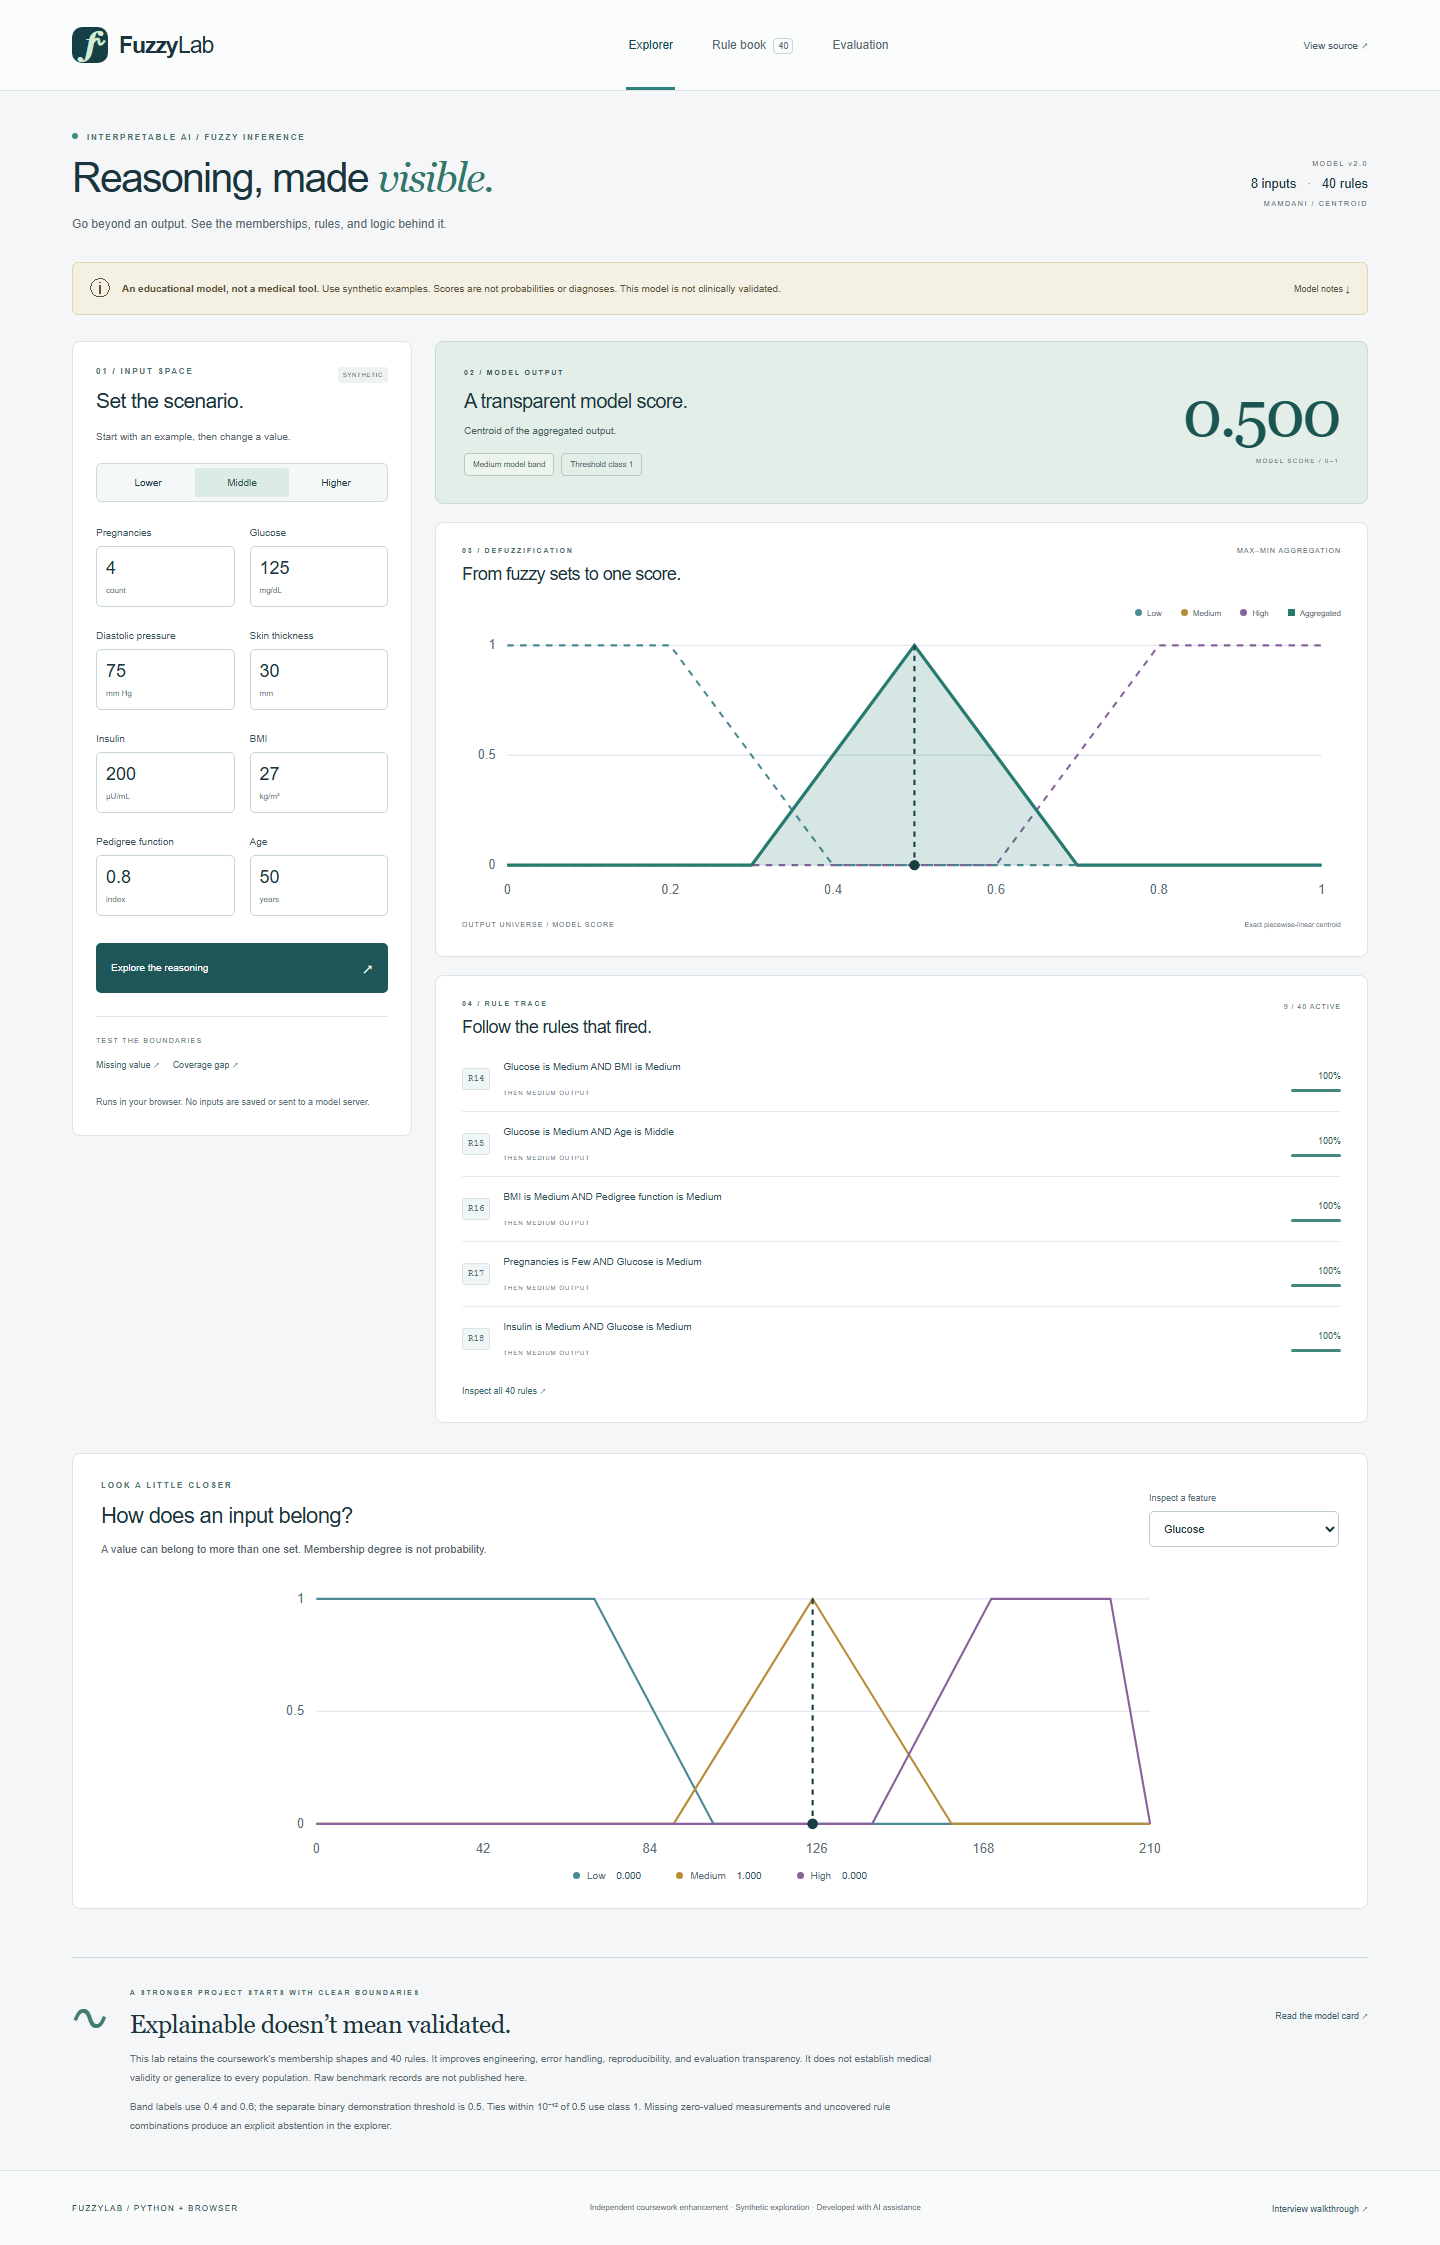 FuzzyLab
Explorer
Rule book 40
Evaluation
View source ↗
INTERPRETABLE AI / FUZZY INFERENCE
Reasoning, made visible.
Go beyond an output. See the memberships, rules, and logic behind it.
MODEL v2.0
8 inputs · 40 rules
MAMDANI / CENTROID
An educational model, not a medical tool. Use synthetic examples. Scores are not probabilities or diagnoses. This model is not clinically validated.
Model notes ↓
01 / INPUT SPACE
SYNTHETIC
Set the scenario.
Start with an example, then change a value.
Lower Middle Higher
Pregnancies
4
count
Glucose
125
mg/dL
Diastolic pressure
75
mm Hg
Skin thickness
30
mm
Insulin
200
μU/mL
BMI
27
kg/m²
Pedigree function
0.8
index
Age
50
years
Explore the reasoning ↗
TEST THE BOUNDARIES
Missing value ↗ Coverage gap ↗
Runs in your browser. No inputs are saved or sent to a model server.
02 / MODEL OUTPUT
A transparent model score.
Centroid of the aggregated output.
Medium model band Threshold class 1
0.500
MODEL SCORE / 0–1
03 / DEFUZZIFICATION
MAX–MIN AGGREGATION
From fuzzy sets to one score.
Low Medium High Aggregated
1
0.5
0
0 0.2 0.4 0.6 0.8 1
OUTPUT UNIVERSE / MODEL SCORE
Exact piecewise-linear centroid
04 / RULE TRACE
9 / 40 ACTIVE
Follow the rules that fired.
R14
Glucose is Medium AND BMI is Medium
THEN MEDIUM OUTPUT
100%
R15
Glucose is Medium AND Age is Middle
THEN MEDIUM OUTPUT
100%
R16
BMI is Medium AND Pedigree function is Medium
THEN MEDIUM OUTPUT
100%
R17
Pregnancies is Few AND Glucose is Medium
THEN MEDIUM OUTPUT
100%
R18
Insulin is Medium AND Glucose is Medium
THEN MEDIUM OUTPUT
100%
Inspect all 40 rules ↗
LOOK A LITTLE CLOSER
How does an input belong?
A value can belong to more than one set. Membership degree is not probability.
Inspect a feature
Glucose
1
0.5
0
0 42 84 126 168 210
Low 0.000 Medium 1.000 High 0.000
A STRONGER PROJECT STARTS WITH CLEAR BOUNDARIES
Explainable doesn’t mean validated.
Read the model card ↗
This lab retains the coursework's membership shapes and 40 rules. It improves engineering, error handling, reproducibility, and evaluation transparency. It does not establish medical
validity or generalize to every population. Raw benchmark records are not published here.
Band labels use 0.4 and 0.6; the separate binary demonstration threshold is 0.5. Ties within 10⁻¹² of 0.5 use class 1. Missing zero-valued measurements and uncovered rule
combinations produce an explicit abstention in the explorer.
FUZZYLAB / PYTHON + BROWSER
Independent coursework enhancement · Synthetic exploration · Developed with AI assistance
Interview walkthrough ↗